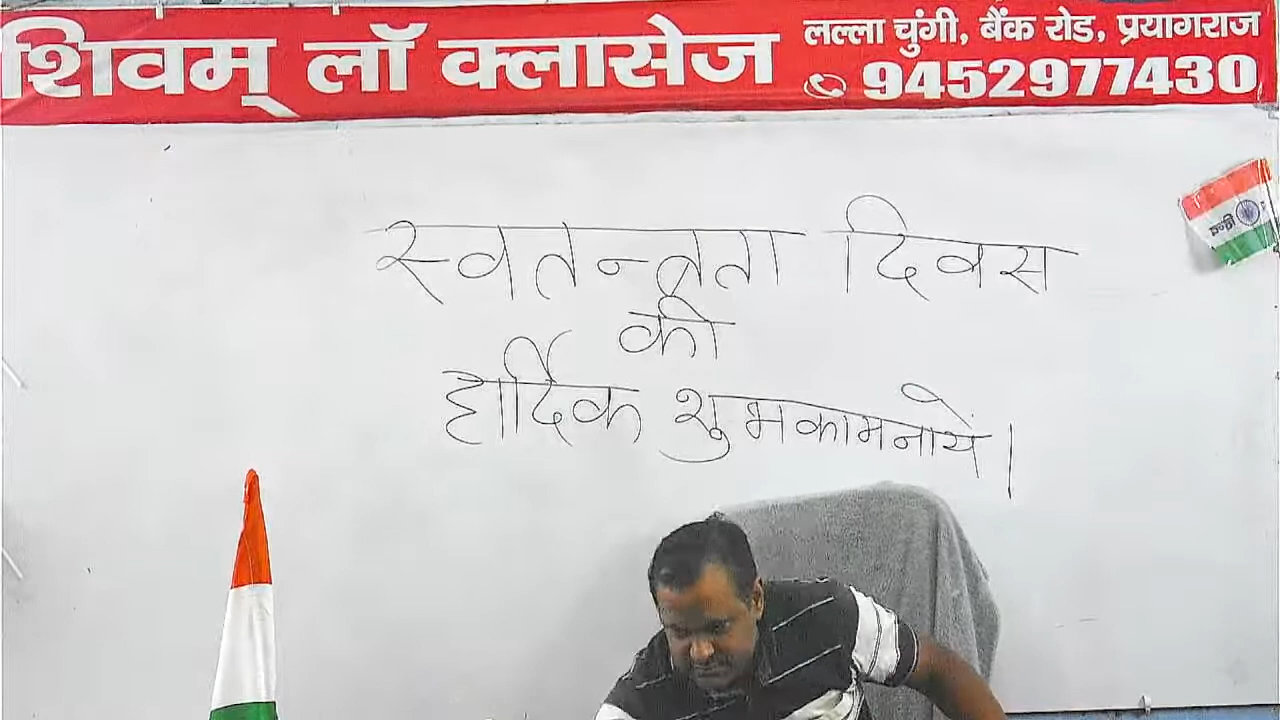 शिवम् लॉ क्लासेज
लल्ला चुंगी, बैंक रोड, प्रयागराज
9452977430
स्वतन्त्रता दिवस
की
हार्दिक शुभकामनायें।